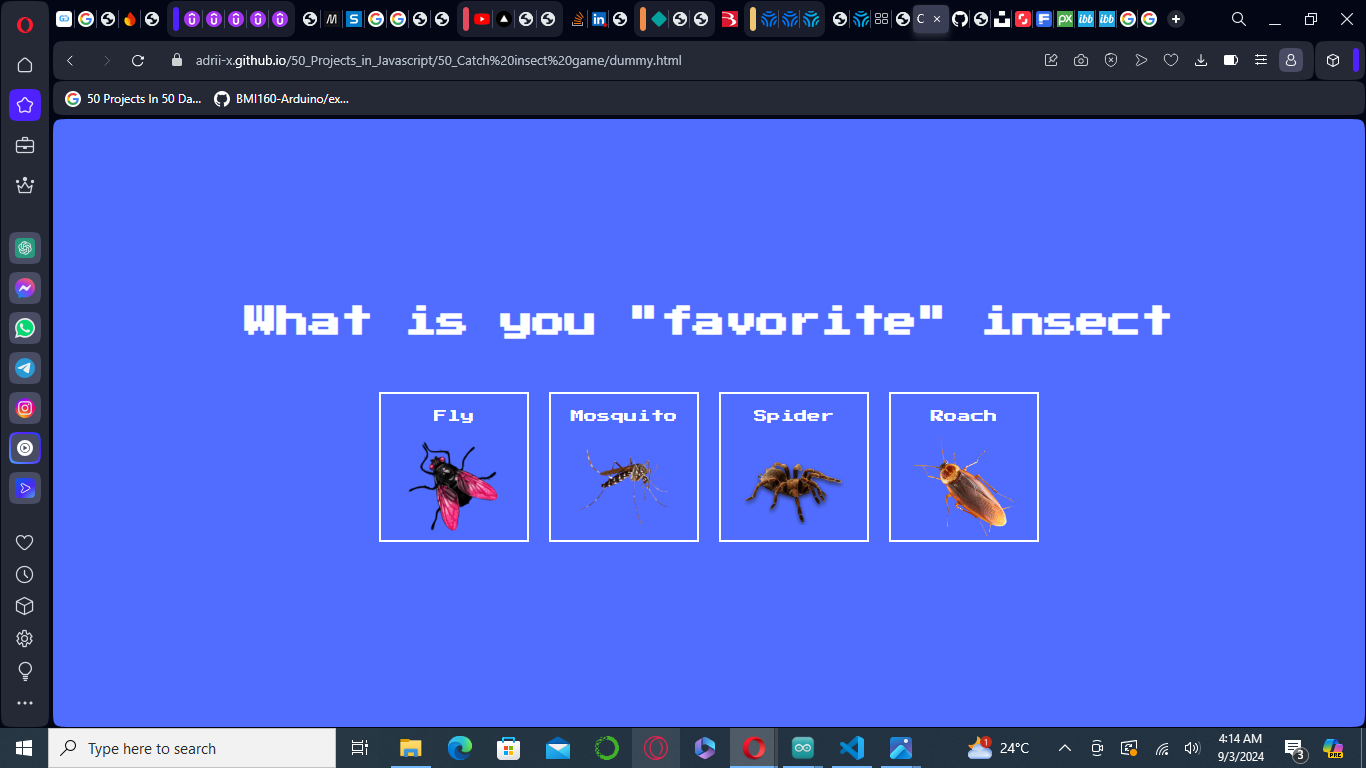 C
adrii-x.github.io/50_Projects_in_Javascript/50_Catch%20insect%20game/dummy.html
50 Projects In 50 Da...
BMI160-Arduino/ex...
What is you "favorite" insect
Fly
Mosquito
Spider
Roach
Type here to search
1
24°C
4:14 AM
9/3/2024
3
PRE